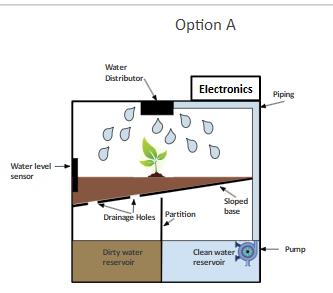 Option A
Water
Distributor
Electronics
Piping
Water level
sensor
Sloped
base
Drainage Holes
Partition
Dirty water
reservoir
Clean water
reservoir
Pump